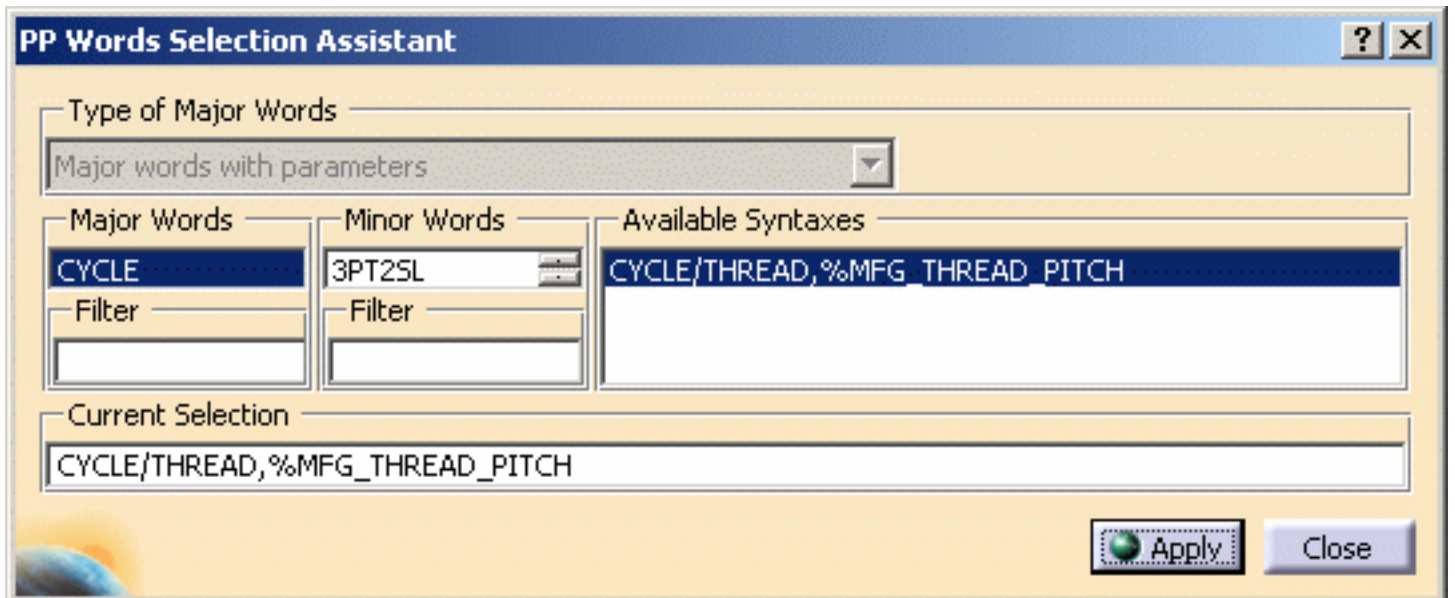 PP Words Selection Assistant
Type of Major Words
Major words with parameters
Major Words Minor Words Available Syntaxes
CYCLE 3PT2SL CYCLE/THREAD,%MFG_THREAD_PITCH
Filter Filter
Current Selection
CYCLE/THREAD,%MFG_THREAD_PITCH
Apply Close